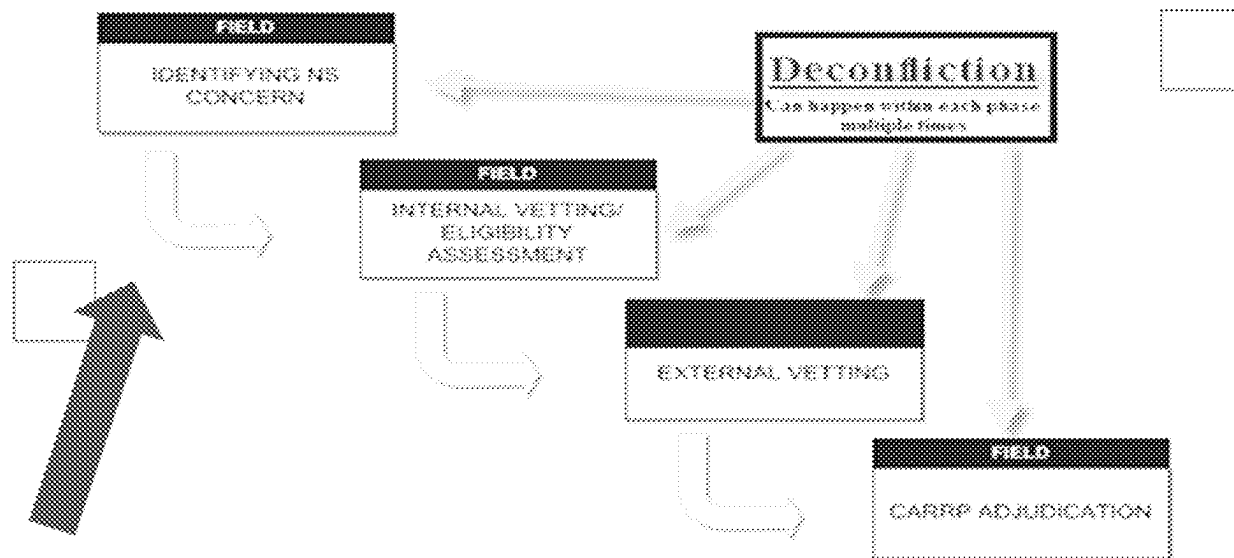 FIELD
IDENTIFYING NS
CONCERN
Deconfliction
Can happen within each phase
multiple times
FIELD
INTERNAL VETTING/
ELIGIBILITY
ASSESSMENT
EXTERNAL VETTING
FIELD
CARRP ADJUDICATION